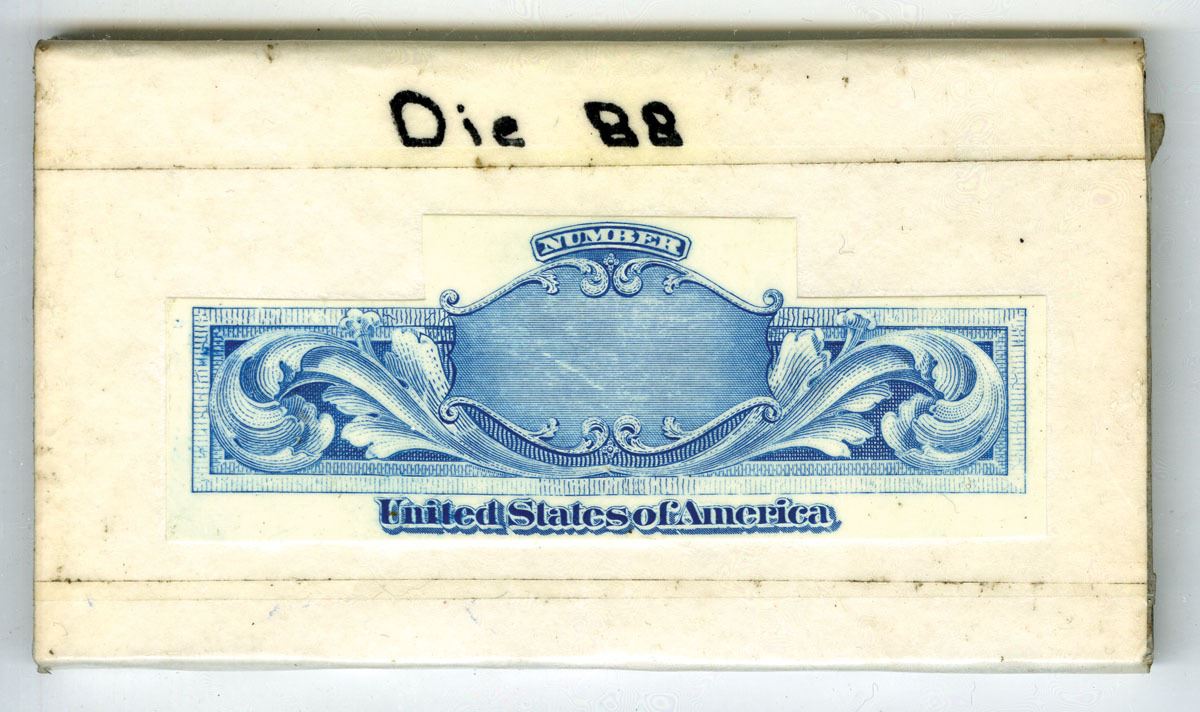 Die 88
NUMBER
United States of America